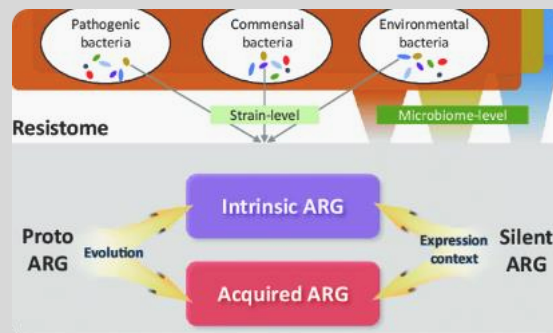 Pathogenic
bacteria
Commensal
bacteria
Environmental
bacteria
Strain-level
Microbiome-level
Resistome
Intrinsic ARG
Proto
ARG
Evolution
Expression
context
Silent
ARG
Acquired ARG